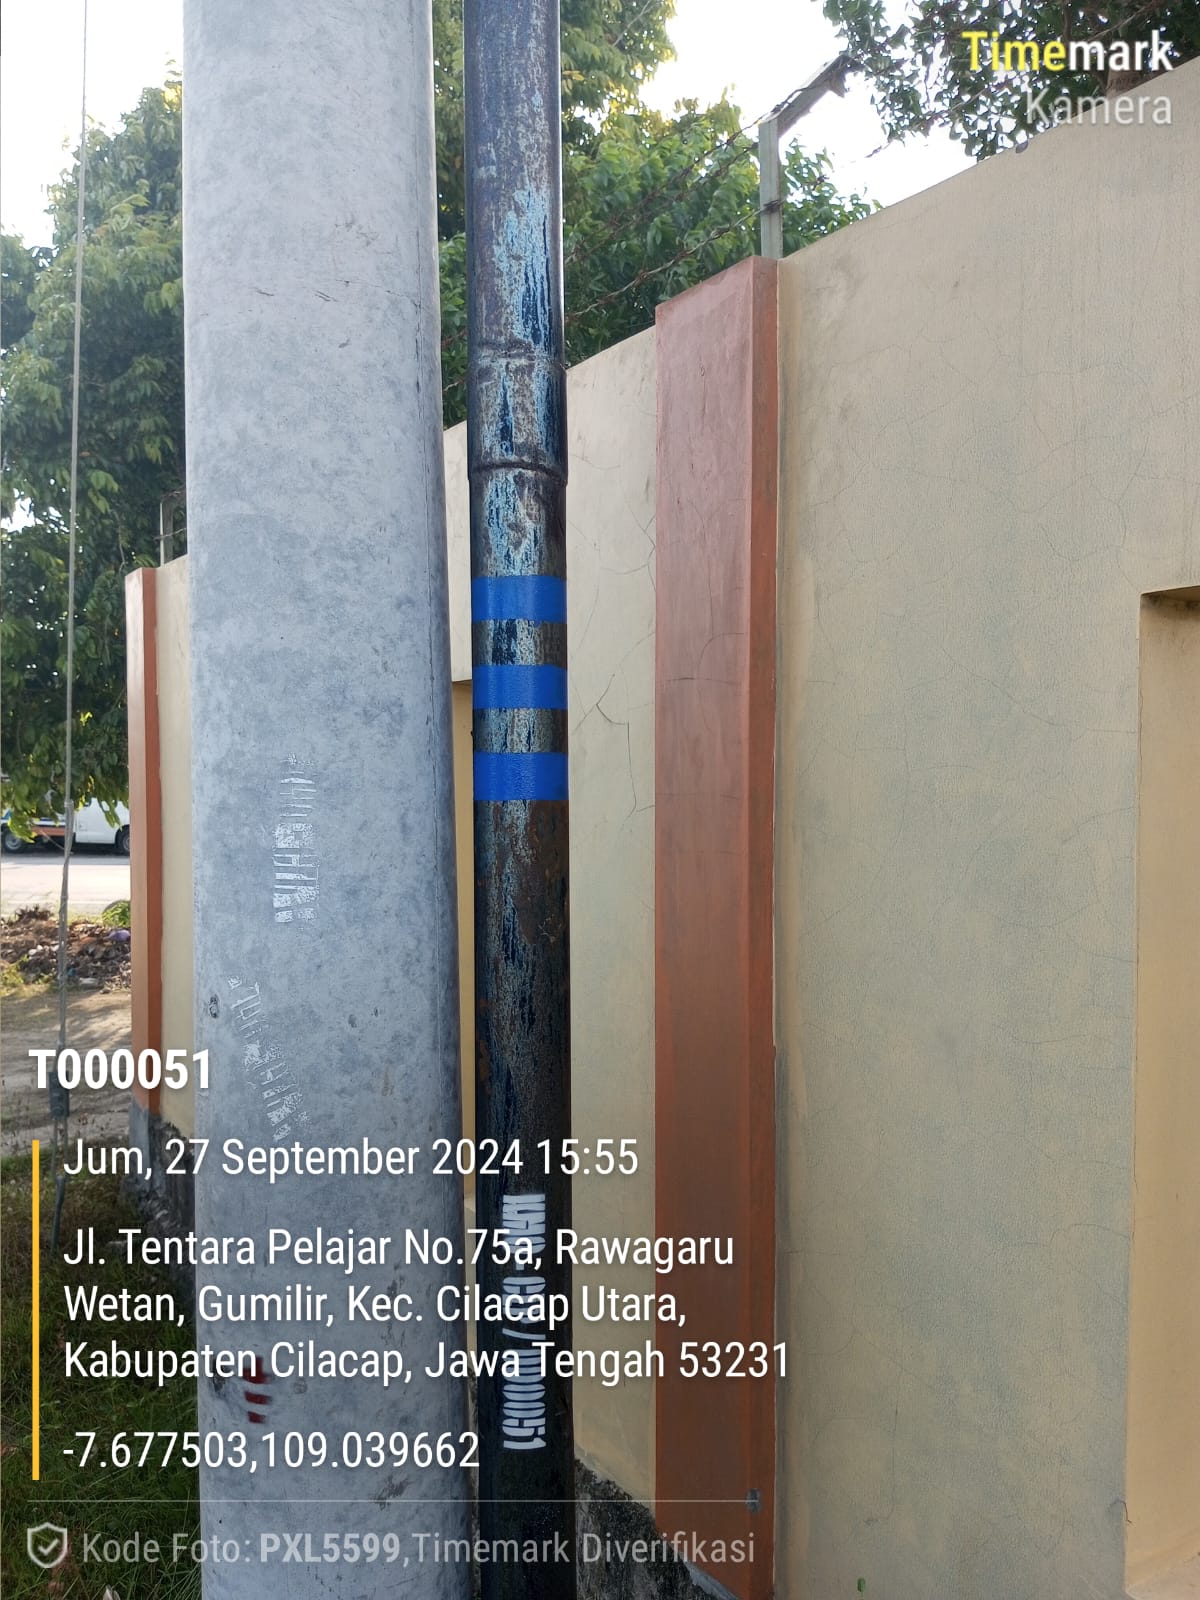 Timemark
Kamera
T000051
Jum, 27 September 2024 15:55
Jl. Tentara Pelajar No.75a, Rawagaru
Wetan, Gumilir, Kec. Cilacap Utara,
Kabupaten Cilacap, Jawa Tengah 53231
-7.677503,109.039662
Kode Foto: PXL5599, Timemark Diverifikasi